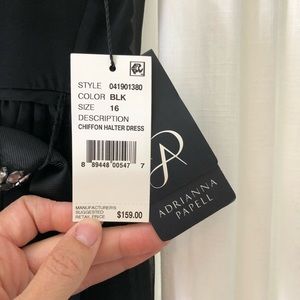 STYLE 041901380
COLOR BLK
SIZE 16
DESCRIPTION
CHIFFON HALTER DRESS
8 89448 00547 7
MANUFACTURERS
SUGGESTED
RETAIL PRICE $159.00
ADRIANNA
PAPELL